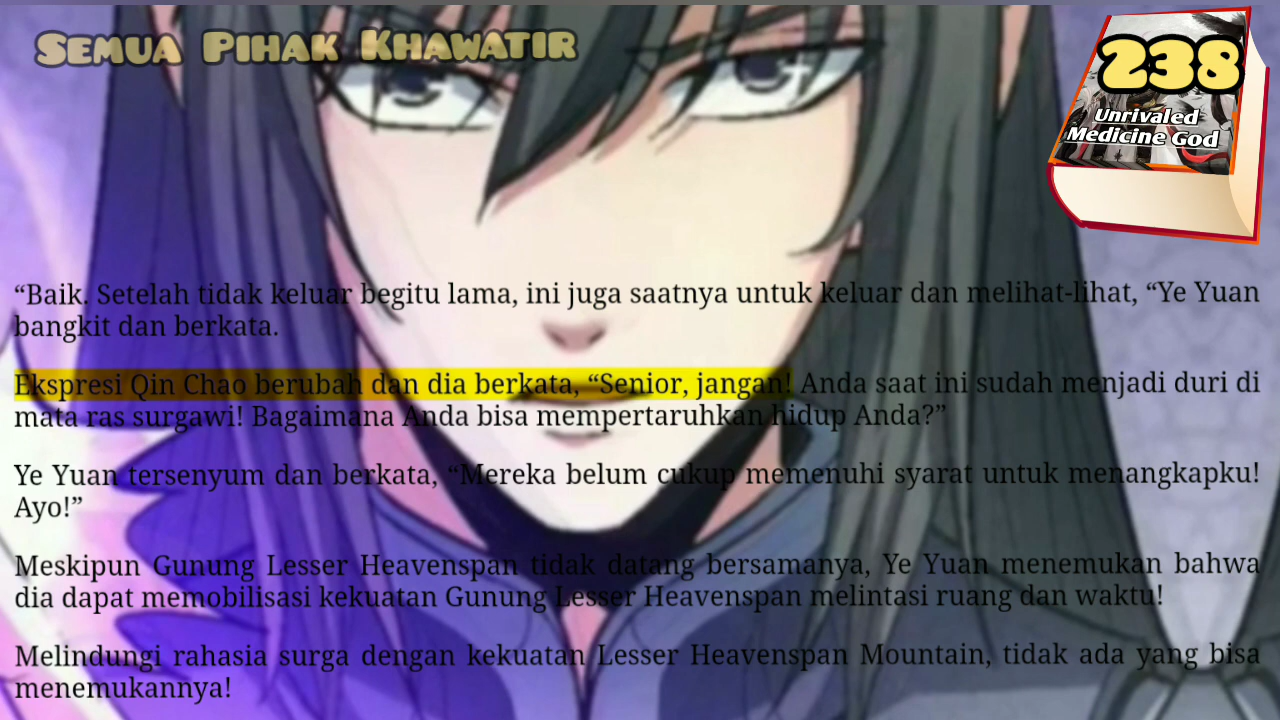 Semua Pihak Khawatir
238
Unrivaled
Medicine God
“Baik. Setelah tidak keluar begitu lama, ini juga saatnya untuk keluar dan melihat-lihat, “Ye Yuan
bangkit dan berkata.
Ekspresi Qin Chao berubah dan dia berkata, “Senior, jangan! Anda saat ini sudah menjadi duri di
mata ras surgawi! Bagaimana Anda bisa mempertaruhkan hidup Anda?”
Ye Yuan tersenyum dan berkata, “Mereka belum cukup memenuhi syarat untuk menangkapku!
Ayo!”
Meskipun Gunung Lesser Heavenspan tidak datang bersamanya, Ye Yuan menemukan bahwa
dia dapat memobilisasi kekuatan Gunung Lesser Heavenspan melintasi ruang dan waktu!
Melindungi rahasia surga dengan kekuatan Lesser Heavenspan Mountain, tidak ada yang bisa
menemukannya!